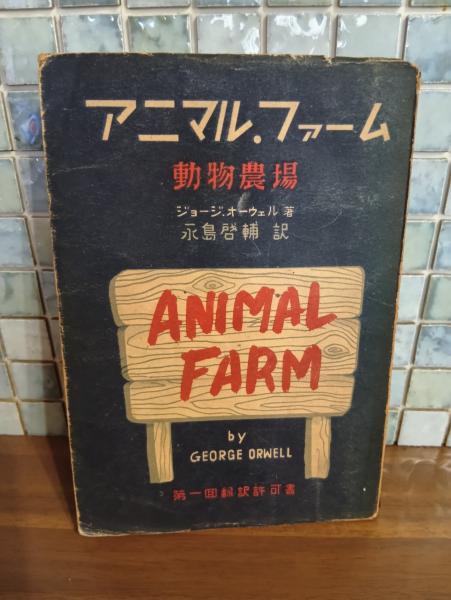 アニマル.ファーム
動物農場
ジョージ.オーウェル 著
永島啓輔 訳
ANIMAL
FARM
by
GEORGE ORWELL
第一回飜訳許可書